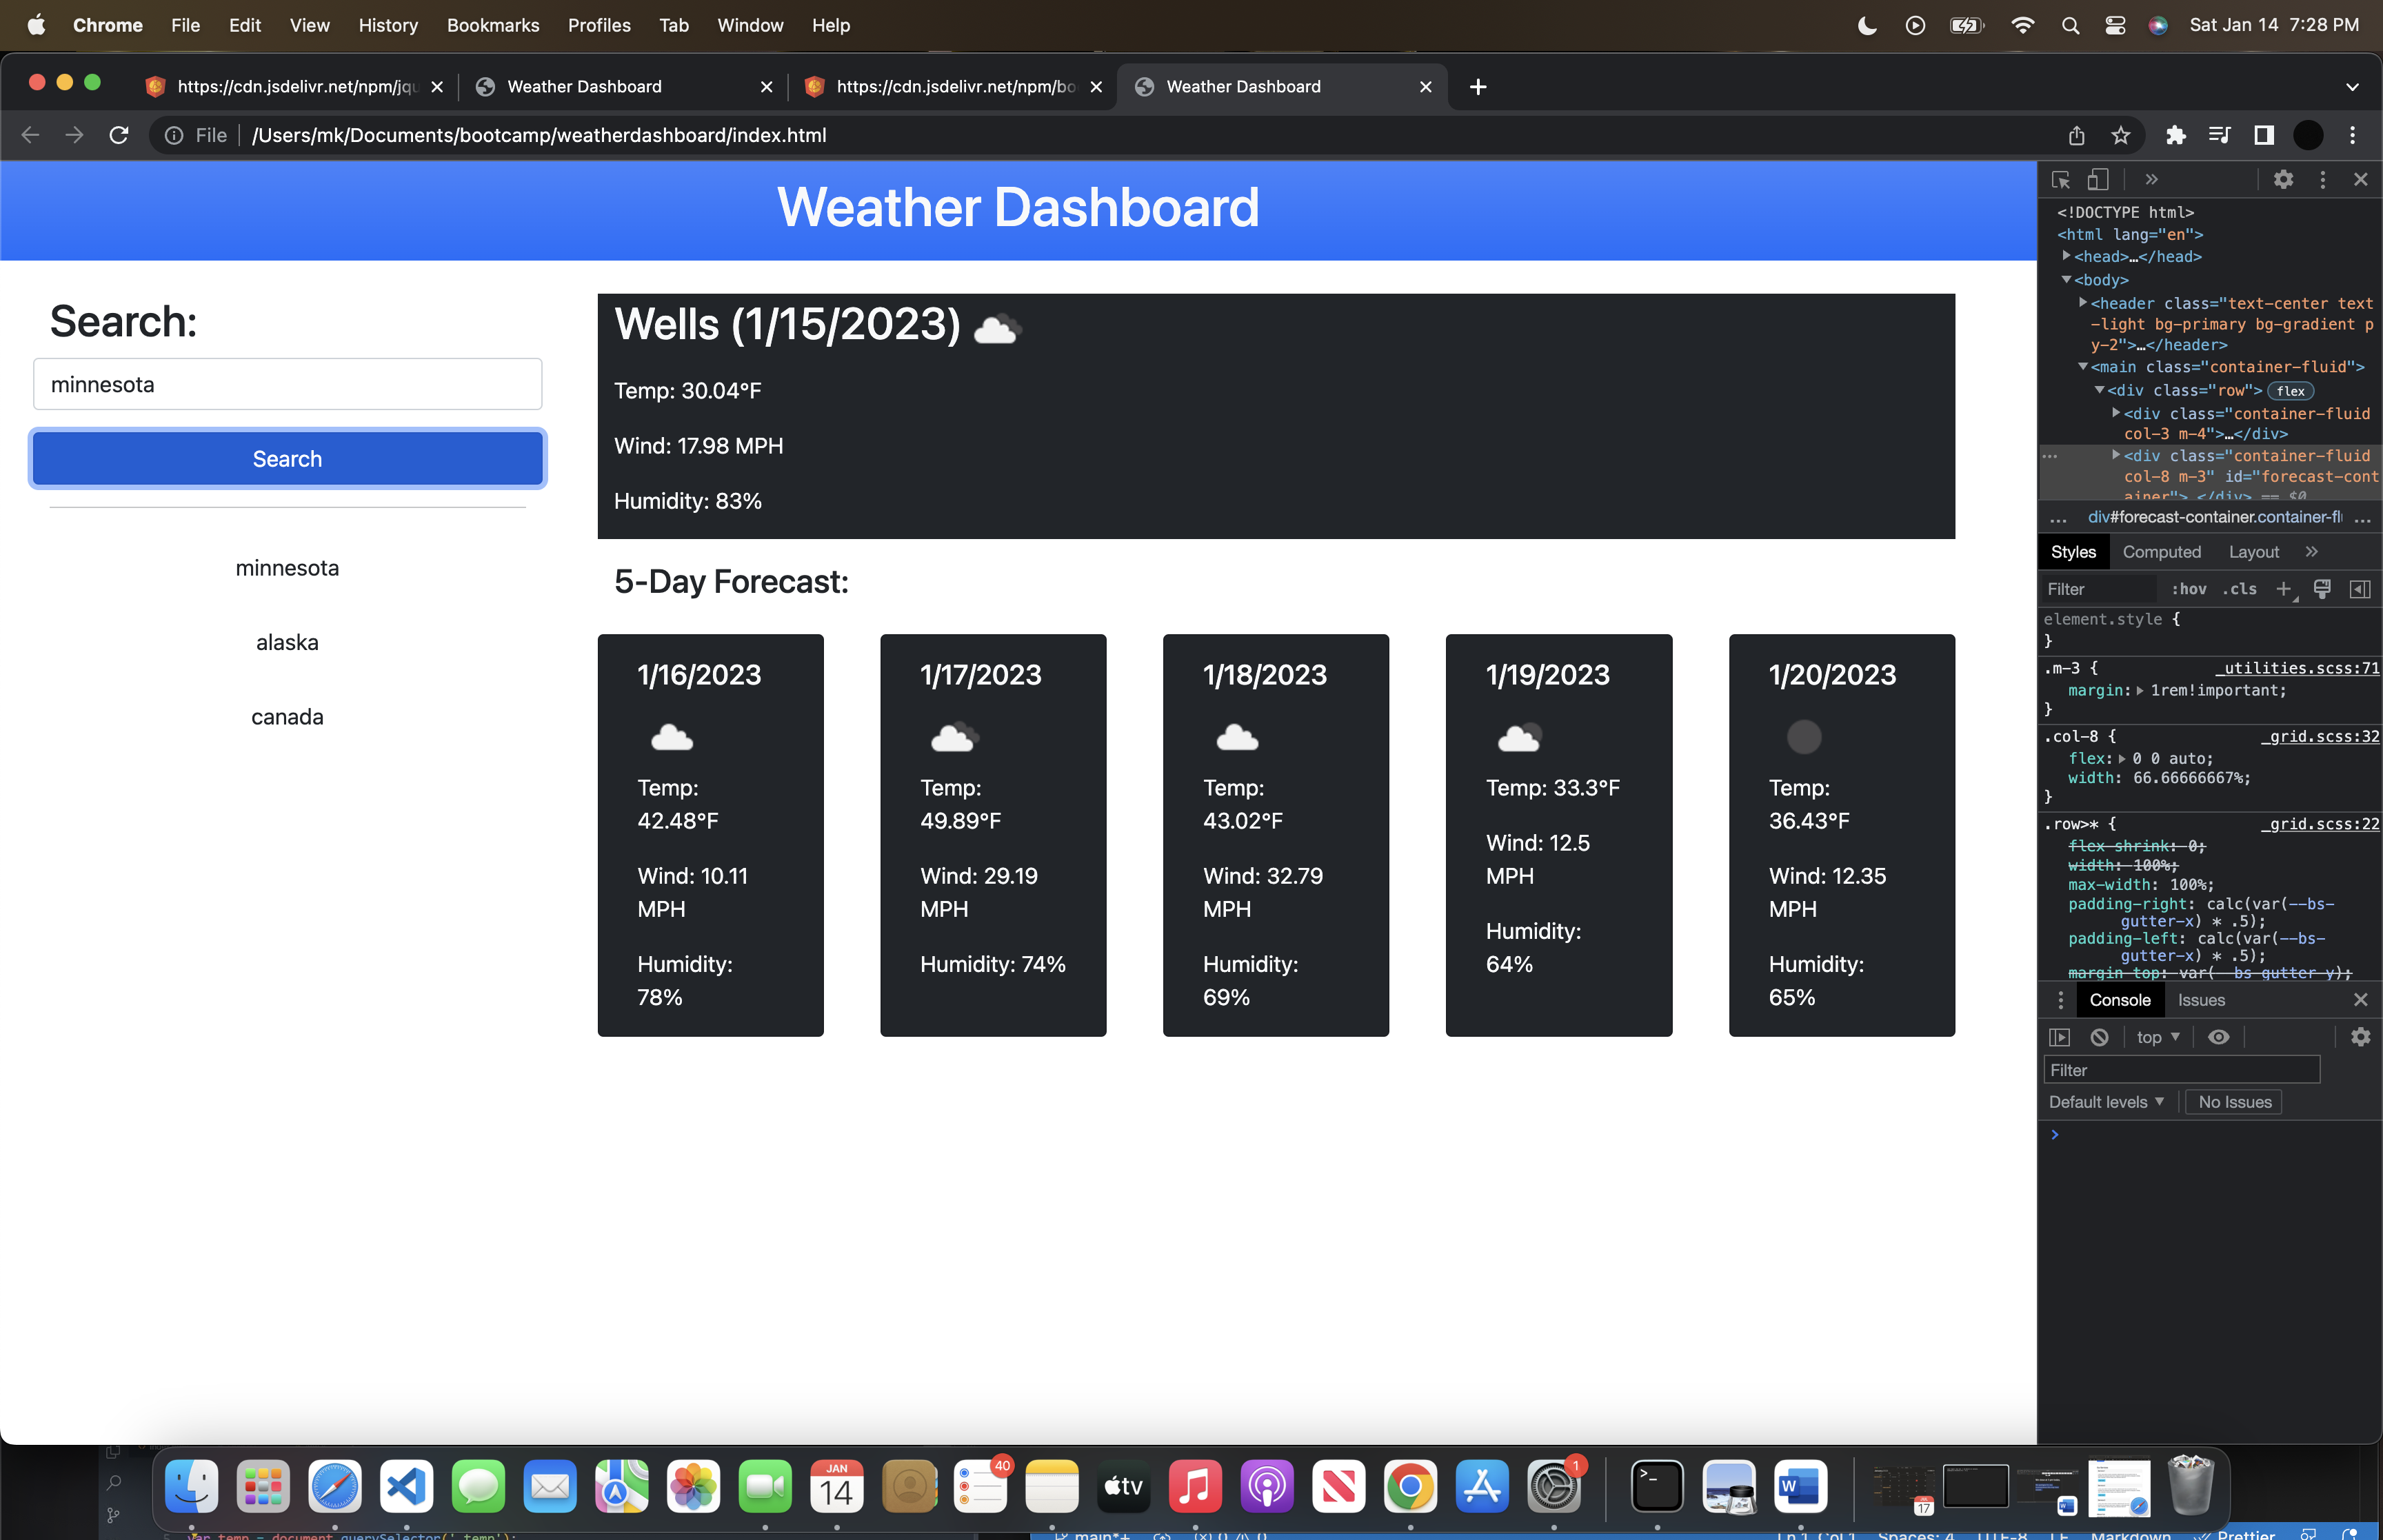 Chrome File Edit View History Bookmarks Profiles Tab Window Help Sat Jan 14 7:28 PM
https://cdn.jsdelivr.net/npm/jqu Weather Dashboard https://cdn.jsdelivr.net/npm/bo Weather Dashboard
File /Users/mk/Documents/bootcamp/weatherdashboard/index.html
Weather Dashboard
Search:
minnesota
Search
minnesota
alaska
canada
Wells (1/15/2023)
Temp: 30.04°F
Wind: 17.98 MPH
Humidity: 83%
5-Day Forecast:
1/16/2023
Temp:
42.48°F
Wind: 10.11
MPH
Humidity:
78%
1/17/2023
Temp:
49.89°F
Wind: 29.19
MPH
Humidity: 74%
1/18/2023
Temp:
43.02°F
Wind: 32.79
MPH
Humidity:
69%
1/19/2023
Temp: 33.3°F
Wind: 12.5
MPH
Humidity:
64%
1/20/2023
Temp:
36.43°F
Wind: 12.35
MPH
Humidity:
65%
<!DOCTYPE html>
<html lang="en">
<head>…</head>
<body>
<header class="text-center text
-light bg-primary bg-gradient p
y-2">…</header>
<main class="container-fluid">
<div class="row"> flex
<div class="container-fluid
col-3 m-4">…</div>
<div class="container-fluid
col-8 m-3" id="forecast-cont
ainer">…</div> == $0
... div#forecast-container.container-fl ...
Styles Computed Layout
Filter :hov .cls
element.style {
}
.m-3 { _utilities.scss:71
margin: 1rem!important;
}
.col-8 { _grid.scss:32
flex: 0 0 auto;
width: 66.66666667%;
}
.row>* { _grid.scss:22
flex-shrink: 0;
width: 100%;
max-width: 100%;
padding-right: calc(var(--bs-
gutter-x) * .5);
padding-left: calc(var(--bs-
gutter-x) * .5);
margin-top: var(--bs-gutter-y);
Console Issues
top
Filter
Default levels No Issues
JAN
14
40
tv
1
W
17
var temp = document.querySelector('.temp');
main*+ 0 0 0 Ln 1, Col 1 Spaces: 4 UTF-8 LF Markdown Prettier